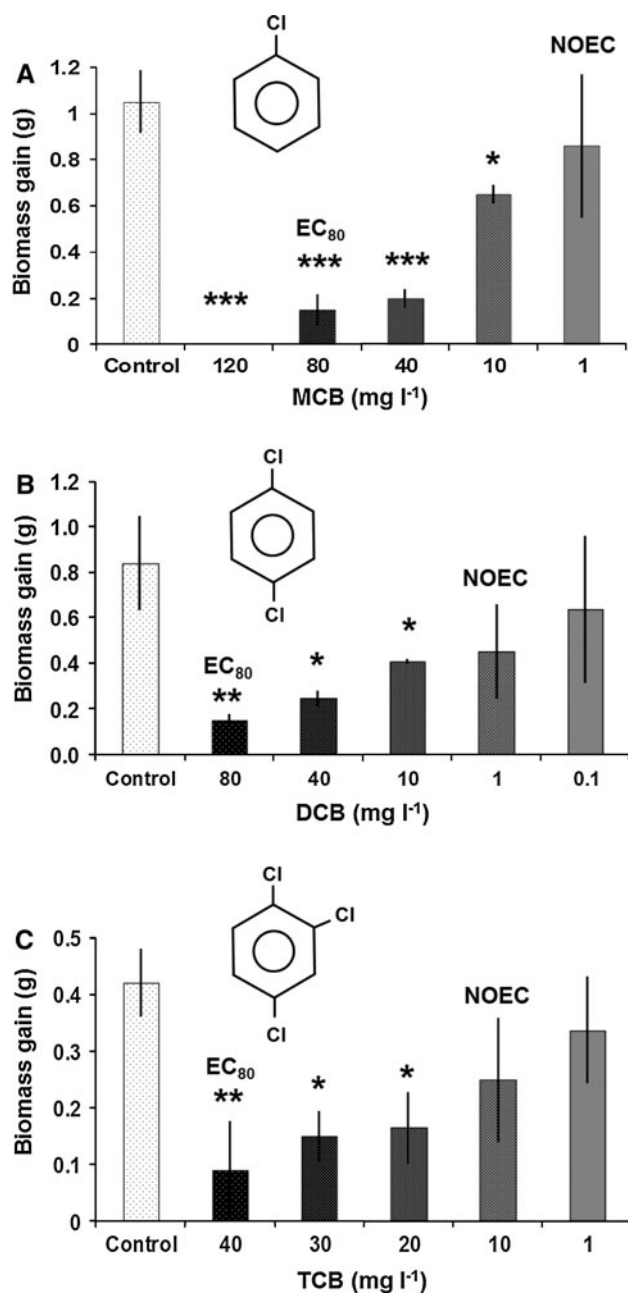 Cl
NOEC
A
1.2
1
0.8
0.6
0.4
0.2
0
Biomass gain (g)
EC₈₀
*** *** *** *
Control 120 80 40 10 1
MCB (mg l⁻¹)
Cl
B
1.2
1.0
0.8
0.6
0.4
0.2
0.0
Biomass gain (g)
Cl
NOEC
EC₈₀
** * *
Control 80 40 10 1 0.1
DCB (mg l⁻¹)
Cl
Cl
C
0.5
0.4
0.3
0.2
0.1
0
Biomass gain (g)
Cl
NOEC
EC₈₀
** * *
Control 40 30 20 10 1
TCB (mg l⁻¹)